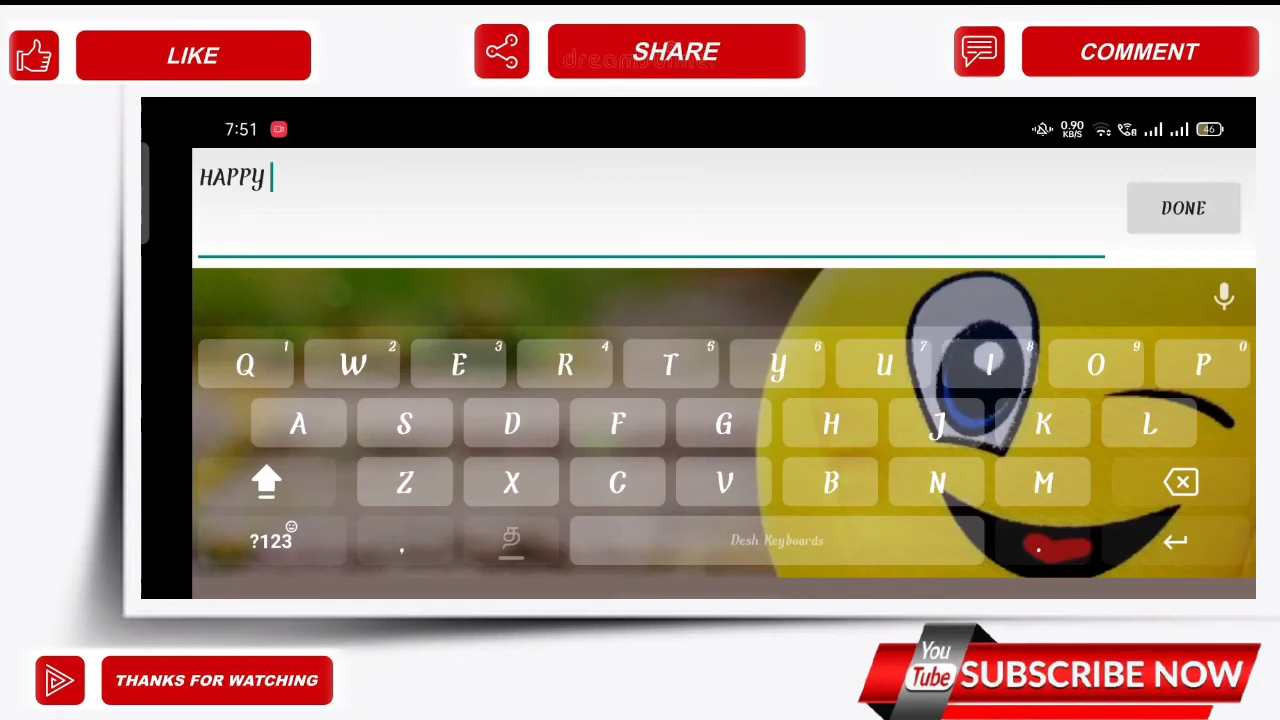 LIKE
SHARE
COMMENT
7:51
0.90
KB/S
46
HAPPY
DONE
1 2 3 4 5 6 7 8 9 0
Q W E R T Y U I O P
A S D F G H J K L
Z X C V B N M
?123 , த Desh Keyboards .
THANKS FOR WATCHING
You
Tube
SUBSCRIBE NOW